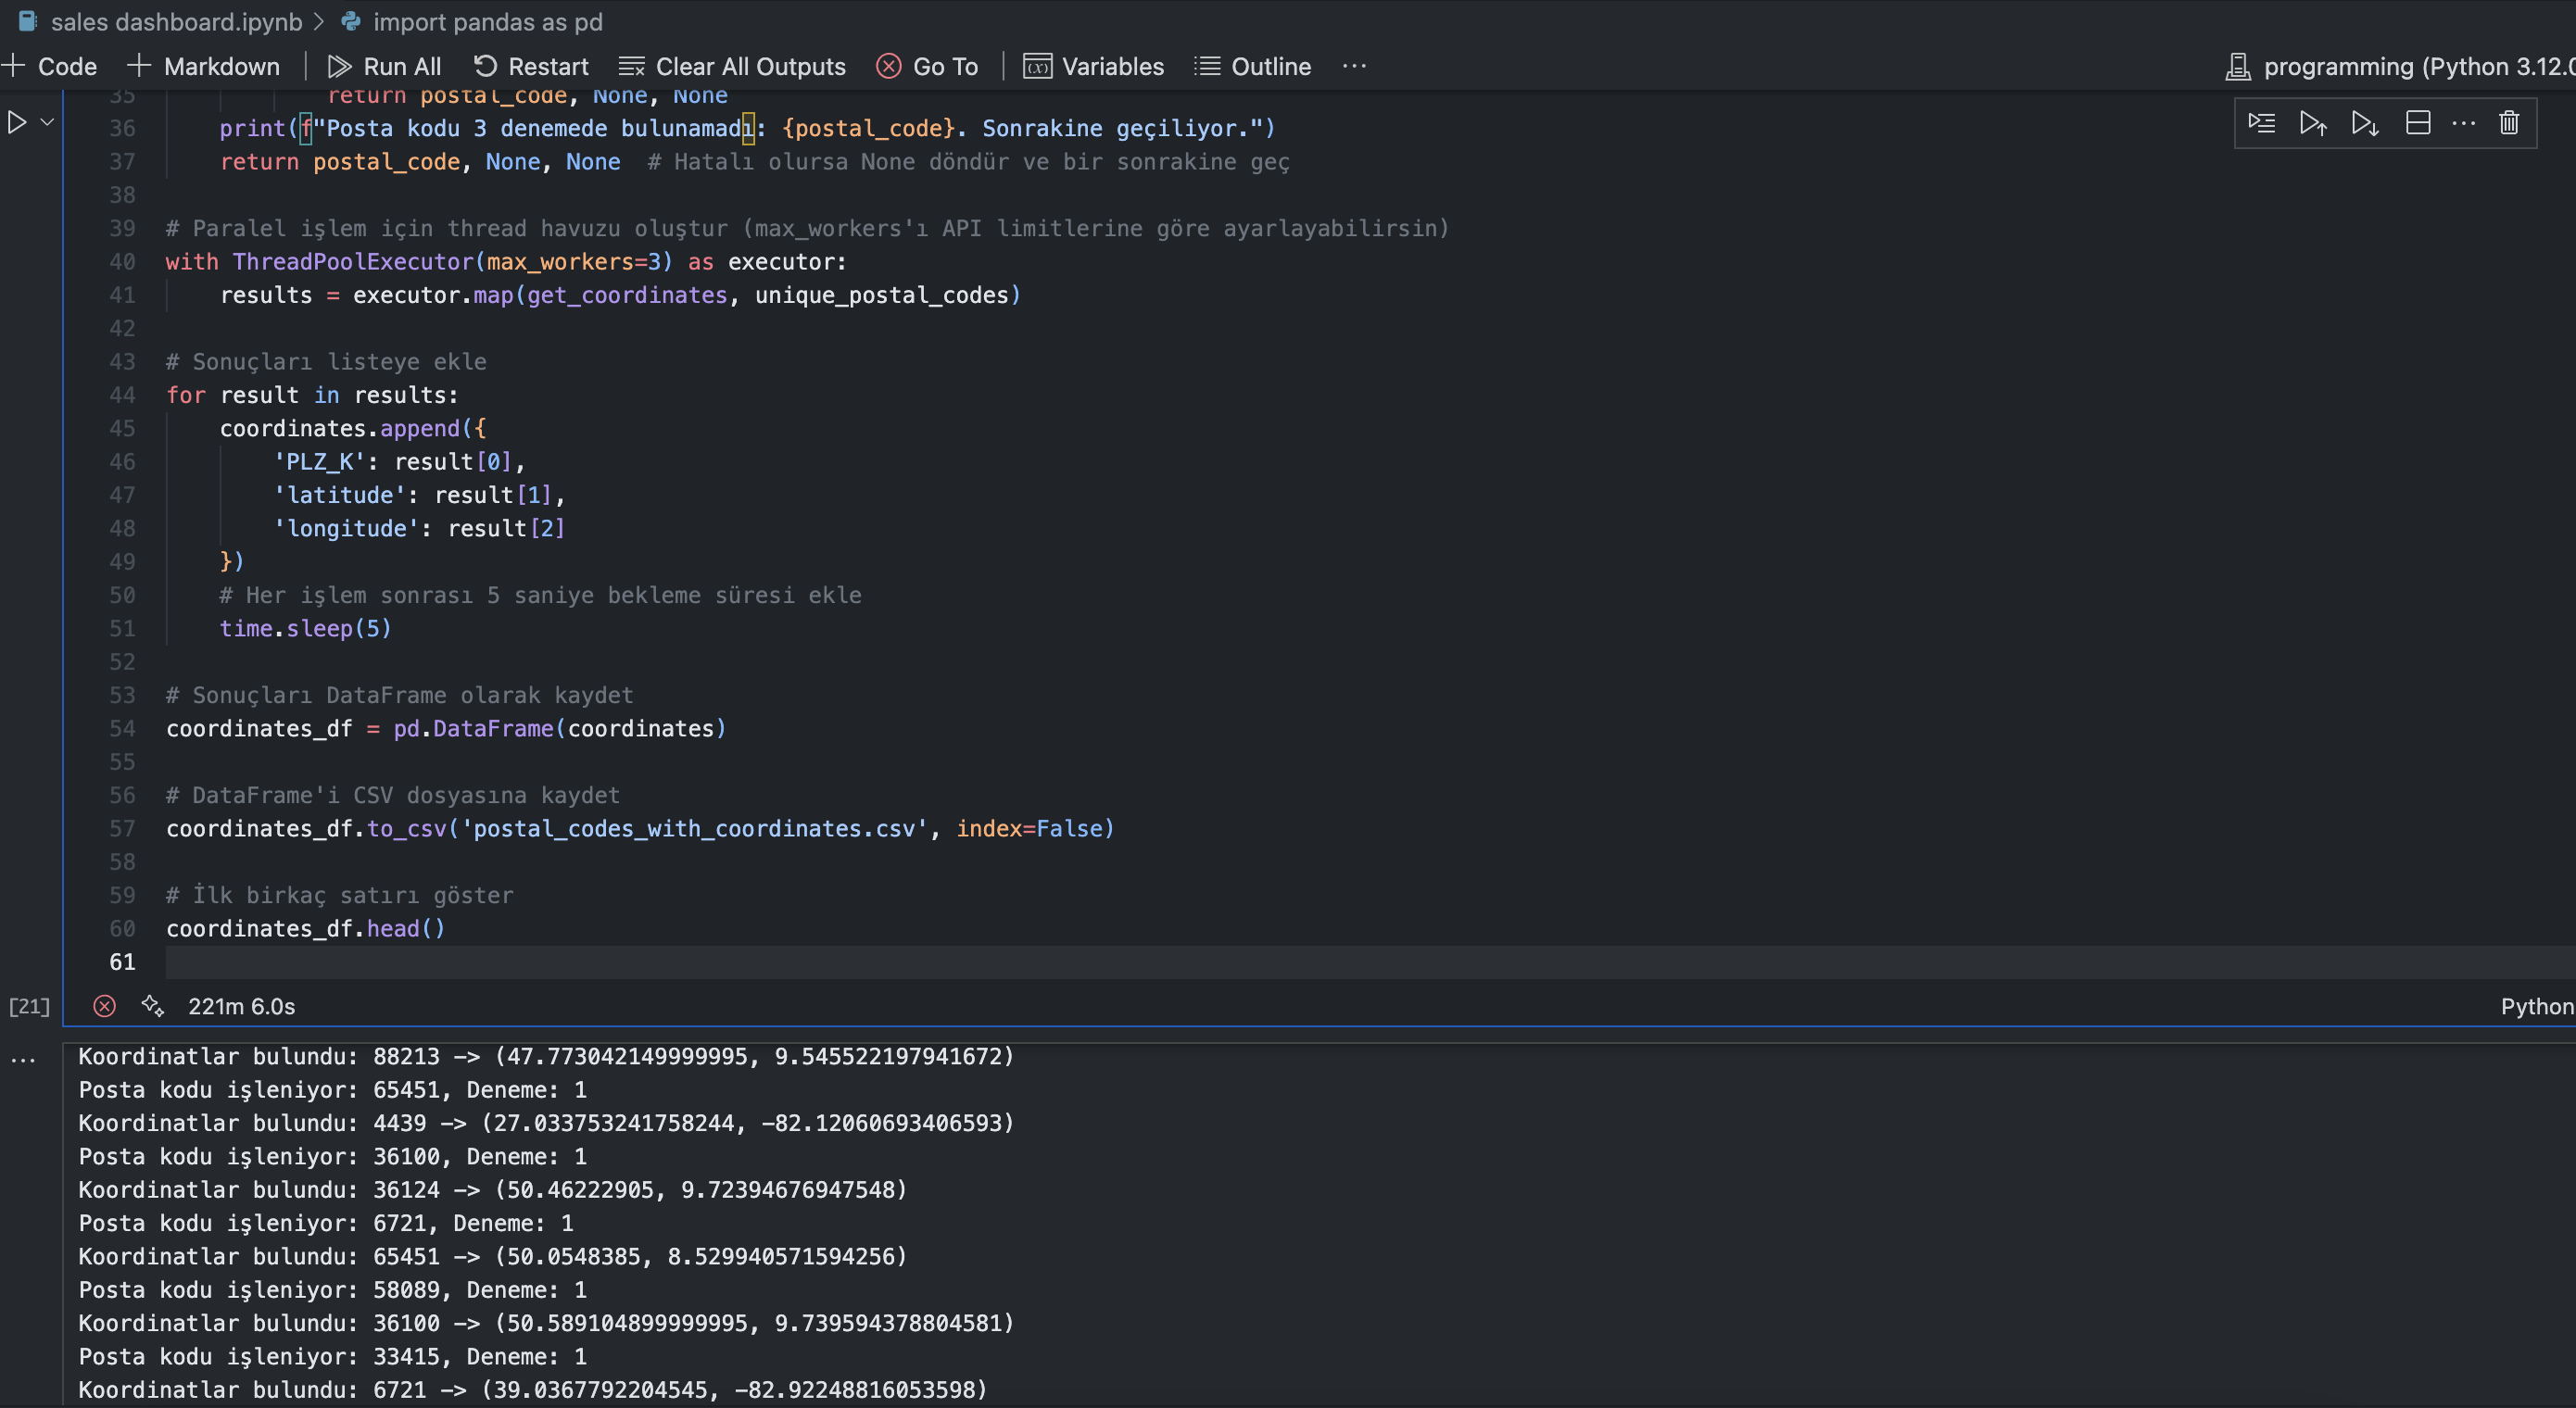 sales dashboard.ipynb > import pandas as pd
+ Code + Markdown | Run All Restart Clear All Outputs Go To | Variables Outline ... programming (Python 3.12.0
35 return postal_code, None, None
36 print(f"Posta kodu 3 denemede bulunamadı: {postal_code}. Sonrakine geçiliyor.")
37 return postal_code, None, None # Hatalı olursa None döndür ve bir sonrakine geç
38
39 # Paralel işlem için thread havuzu oluştur (max_workers'ı API limitlerine göre ayarlayabilirsin)
40 with ThreadPoolExecutor(max_workers=3) as executor:
41 results = executor.map(get_coordinates, unique_postal_codes)
42
43 # Sonuçları listeye ekle
44 for result in results:
45 coordinates.append({
46 'PLZ_K': result[0],
47 'latitude': result[1],
48 'longitude': result[2]
49 })
50 # Her işlem sonrası 5 saniye bekleme süresi ekle
51 time.sleep(5)
52
53 # Sonuçları DataFrame olarak kaydet
54 coordinates_df = pd.DataFrame(coordinates)
55
56 # DataFrame'i CSV dosyasına kaydet
57 coordinates_df.to_csv('postal_codes_with_coordinates.csv', index=False)
58
59 # İlk birkaç satırı göster
60 coordinates_df.head()
61
[21] 221m 6.0s Python
... Koordinatlar bulundu: 88213 -> (47.773042149999995, 9.545522197941672)
Posta kodu işleniyor: 65451, Deneme: 1
Koordinatlar bulundu: 4439 -> (27.033753241758244, -82.12060693406593)
Posta kodu işleniyor: 36100, Deneme: 1
Koordinatlar bulundu: 36124 -> (50.46222905, 9.72394676947548)
Posta kodu işleniyor: 6721, Deneme: 1
Koordinatlar bulundu: 65451 -> (50.0548385, 8.529940571594256)
Posta kodu işleniyor: 58089, Deneme: 1
Koordinatlar bulundu: 36100 -> (50.589104899999995, 9.739594378804581)
Posta kodu işleniyor: 33415, Deneme: 1
Koordinatlar bulundu: 6721 -> (39.0367792204545, -82.92248816053598)